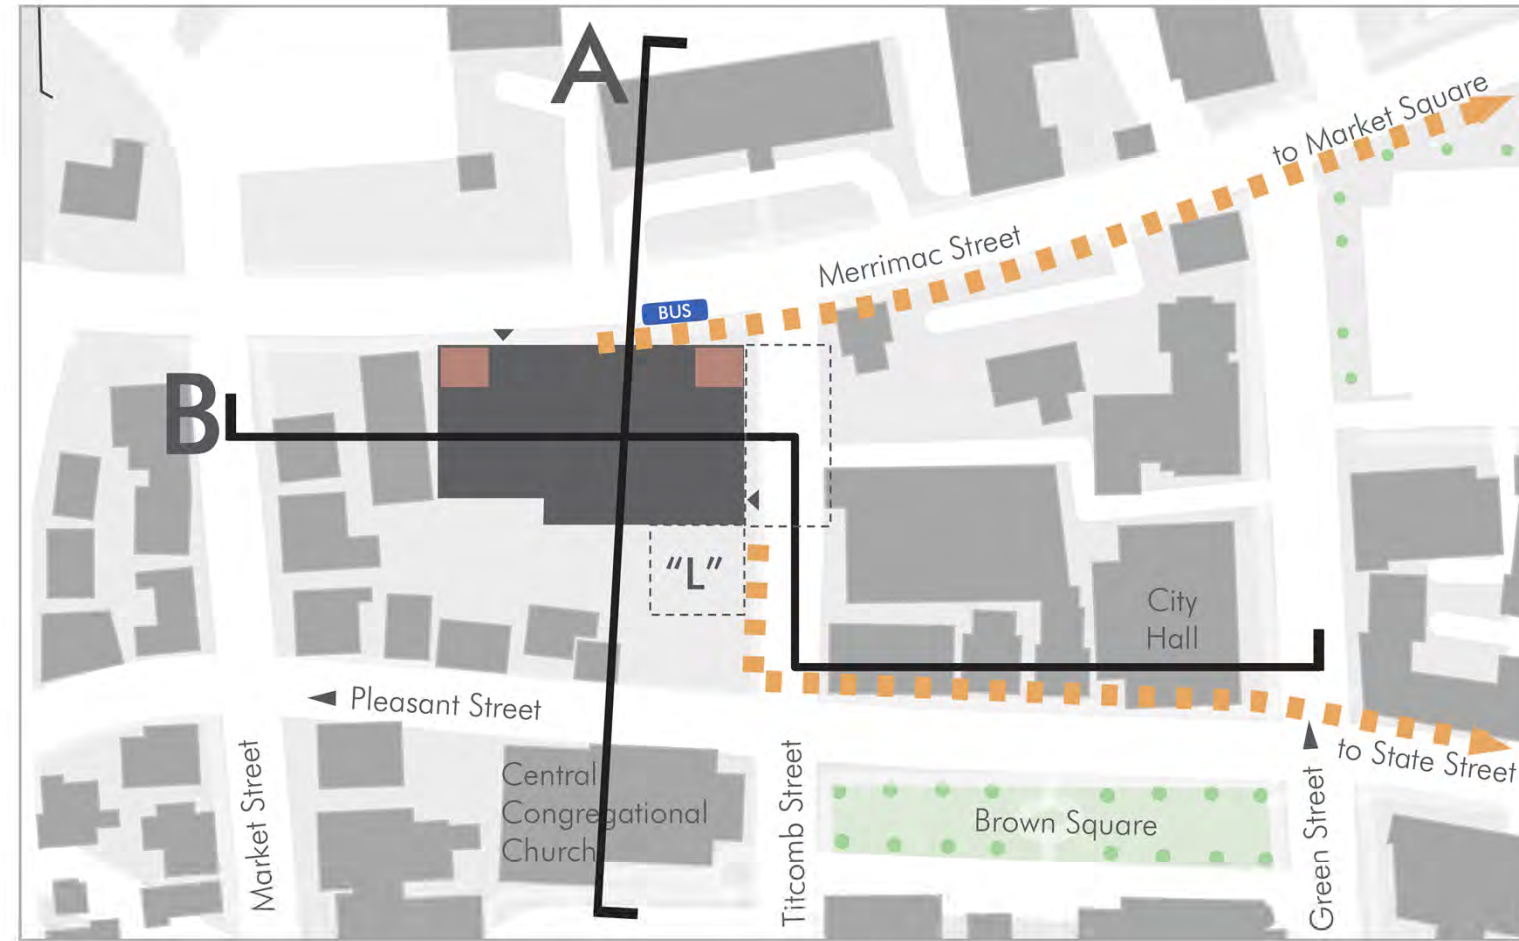 A
to Market Square
Merrimac Street
BUS
B
"L"
City
Hall
Pleasant Street
to State Street
Central
Congregational
Church
Market Street
Titcomb Street
Brown Square
Green Street